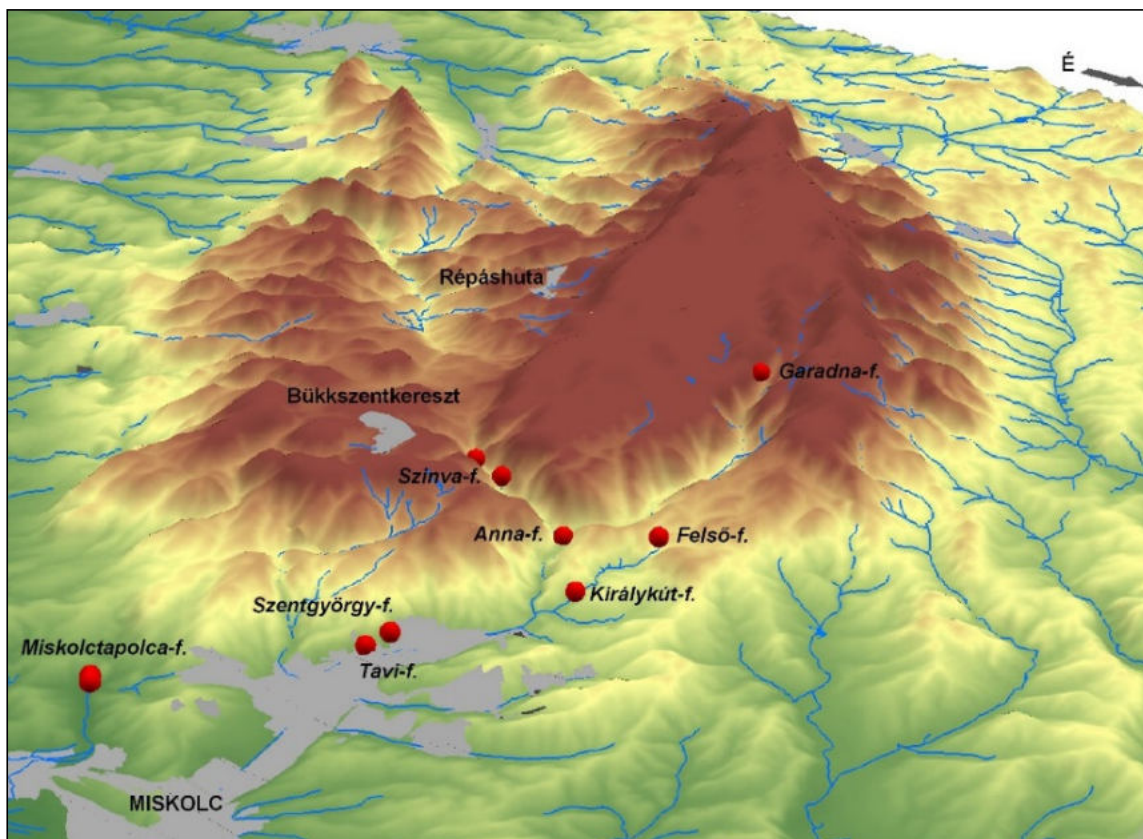 É
Répáshuta
Garadna-f.
Bükkszentkereszt
Szinva-f.
Anna-f.
Felső-f.
Királykút-f.
Szentgyörgy-f.
Miskolctapolca-f.
Tavi-f.
MISKOLC